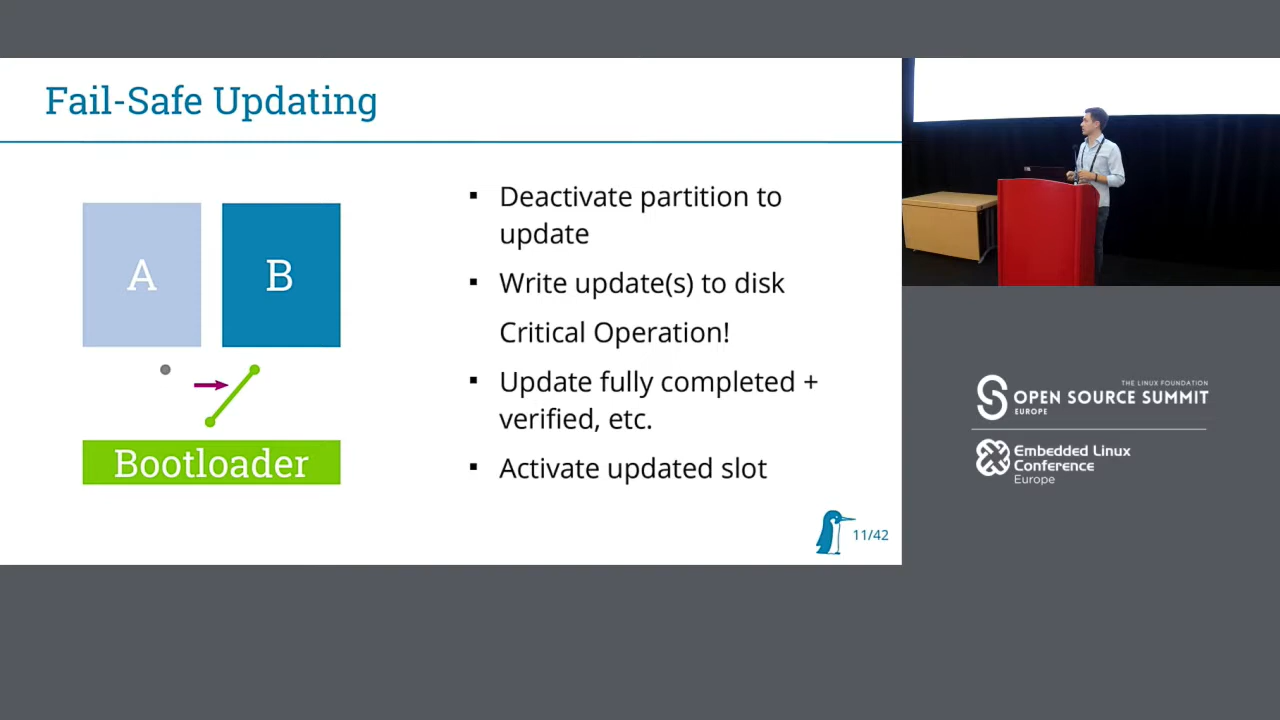 Fail-Safe Updating
A
B
Bootloader
▪ Deactivate partition to
update
▪ Write update(s) to disk
Critical Operation!
▪ Update fully completed +
verified, etc.
▪ Activate updated slot
11/42
THE LINUX FOUNDATION
OPEN SOURCE SUMMIT
EUROPE
Embedded Linux
Conference
Europe